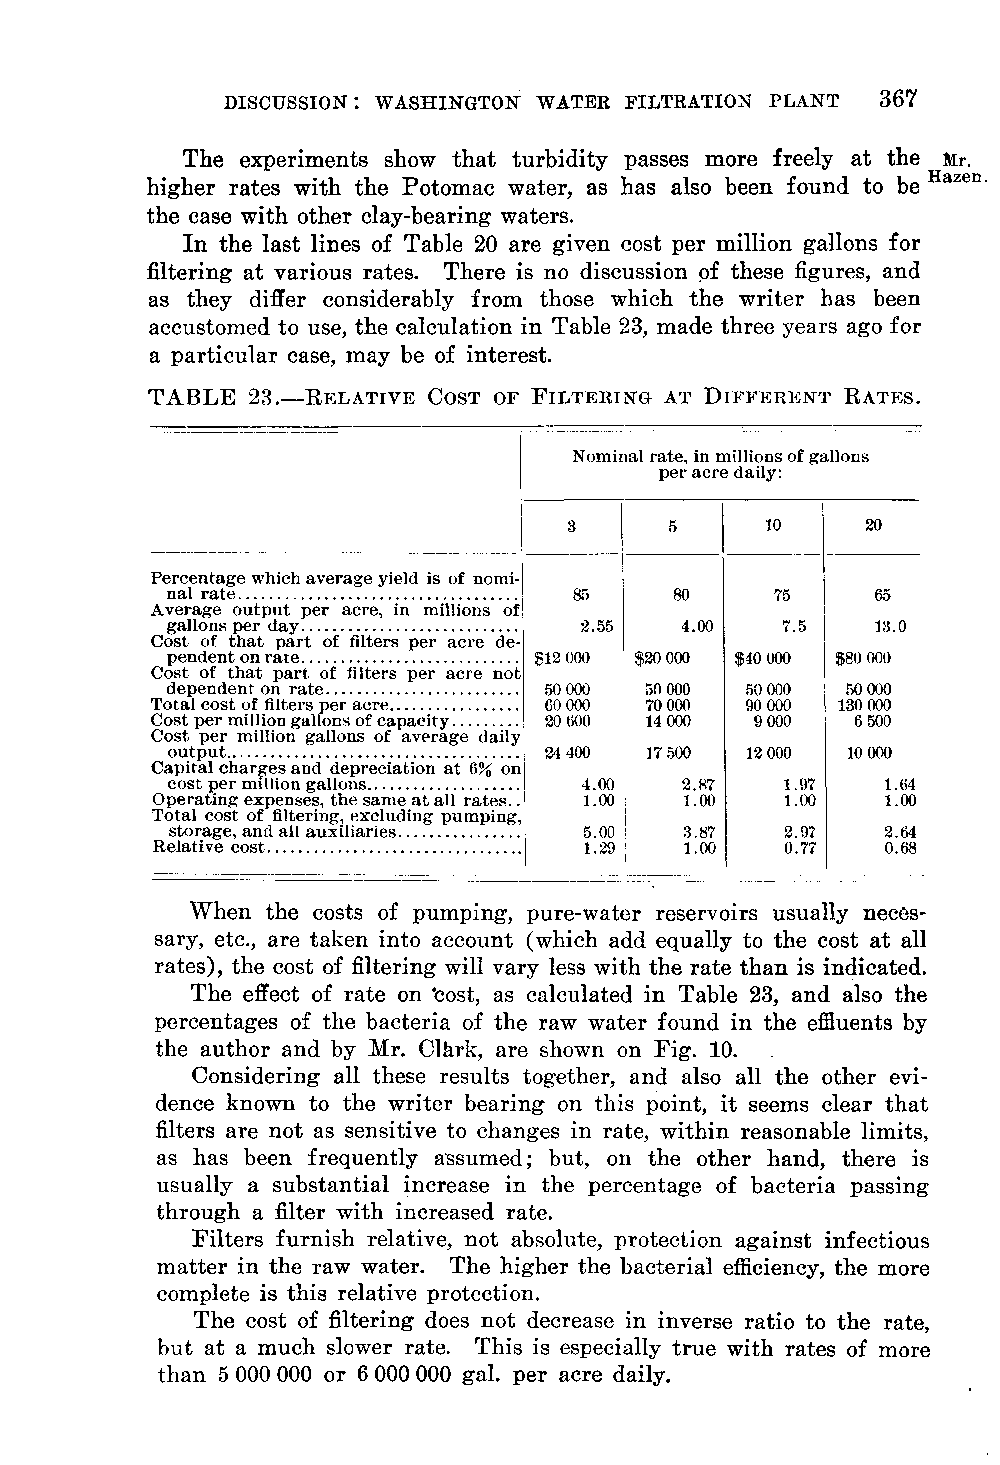 DISCUSSION: WASHINGTON WATER FILTRATION PLANT 367
The experiments show that turbidity passes more freely at the Mr.
higher rates with the Potomac water, as has also been found to be Hazen.
the case with other clay-bearing waters.
In the last lines of Table 20 are given cost per million gallons for
filtering at various rates. There is no discussion of these figures, and
as they differ considerably from those which the writer has been
accustomed to use, the calculation in Table 23, made three years ago for
a particular case, may be of interest.
TABLE 23.—Relative Cost of Filtering at Different Rates.
Nominal rate, in millions of gallons
per acre daily:
3 5 10 20
Percentage which average yield is of nomi-
nal rate................................. 85 80 75 65
Average output per acre, in millions of
gallons per day............................ 2.55 4.00 7.5 13.0
Cost of that part of filters per acre de-
pendent on rate............................ $12 000 $20 000 $40 000 $80 000
Cost of that part of filters per acre not
dependent on rate......................... 50 000 50 000 50 000 50 000
Total cost of filters per acre................. 60 000 70 000 90 000 130 000
Cost per million gallons of capacity......... 20 600 14 000 9 000 6 500
Cost per million gallons of average daily
output...................................... 24 400 17 500 12 000 10 000
Capital charges and depreciation at 6% on
cost per million gallons.................... 4.00 2.87 1.97 1.64
Operating expenses, the same at all rates.. 1.00 1.00 1.00 1.00
Total cost of filtering, excluding pumping,
storage, and all auxiliaries................ 5.00 3.87 2.97 2.64
Relative cost................................. 1.29 1.00 0.77 0.68
When the costs of pumping, pure-water reservoirs usually neces-
sary, etc., are taken into account (which add equally to the cost at all
rates), the cost of filtering will vary less with the rate than is indicated.
The effect of rate on cost, as calculated in Table 23, and also the
percentages of the bacteria of the raw water found in the effluents by
the author and by Mr. Clark, are shown on Fig. 10.
Considering all these results together, and also all the other evi-
dence known to the writer bearing on this point, it seems clear that
filters are not as sensitive to changes in rate, within reasonable limits,
as has been frequently assumed; but, on the other hand, there is
usually a substantial increase in the percentage of bacteria passing
through a filter with increased rate.
Filters furnish relative, not absolute, protection against infectious
matter in the raw water. The higher the bacterial efficiency, the more
complete is this relative protection.
The cost of filtering does not decrease in inverse ratio to the rate,
but at a much slower rate. This is especially true with rates of more
than 5 000 000 or 6 000 000 gal. per acre daily.